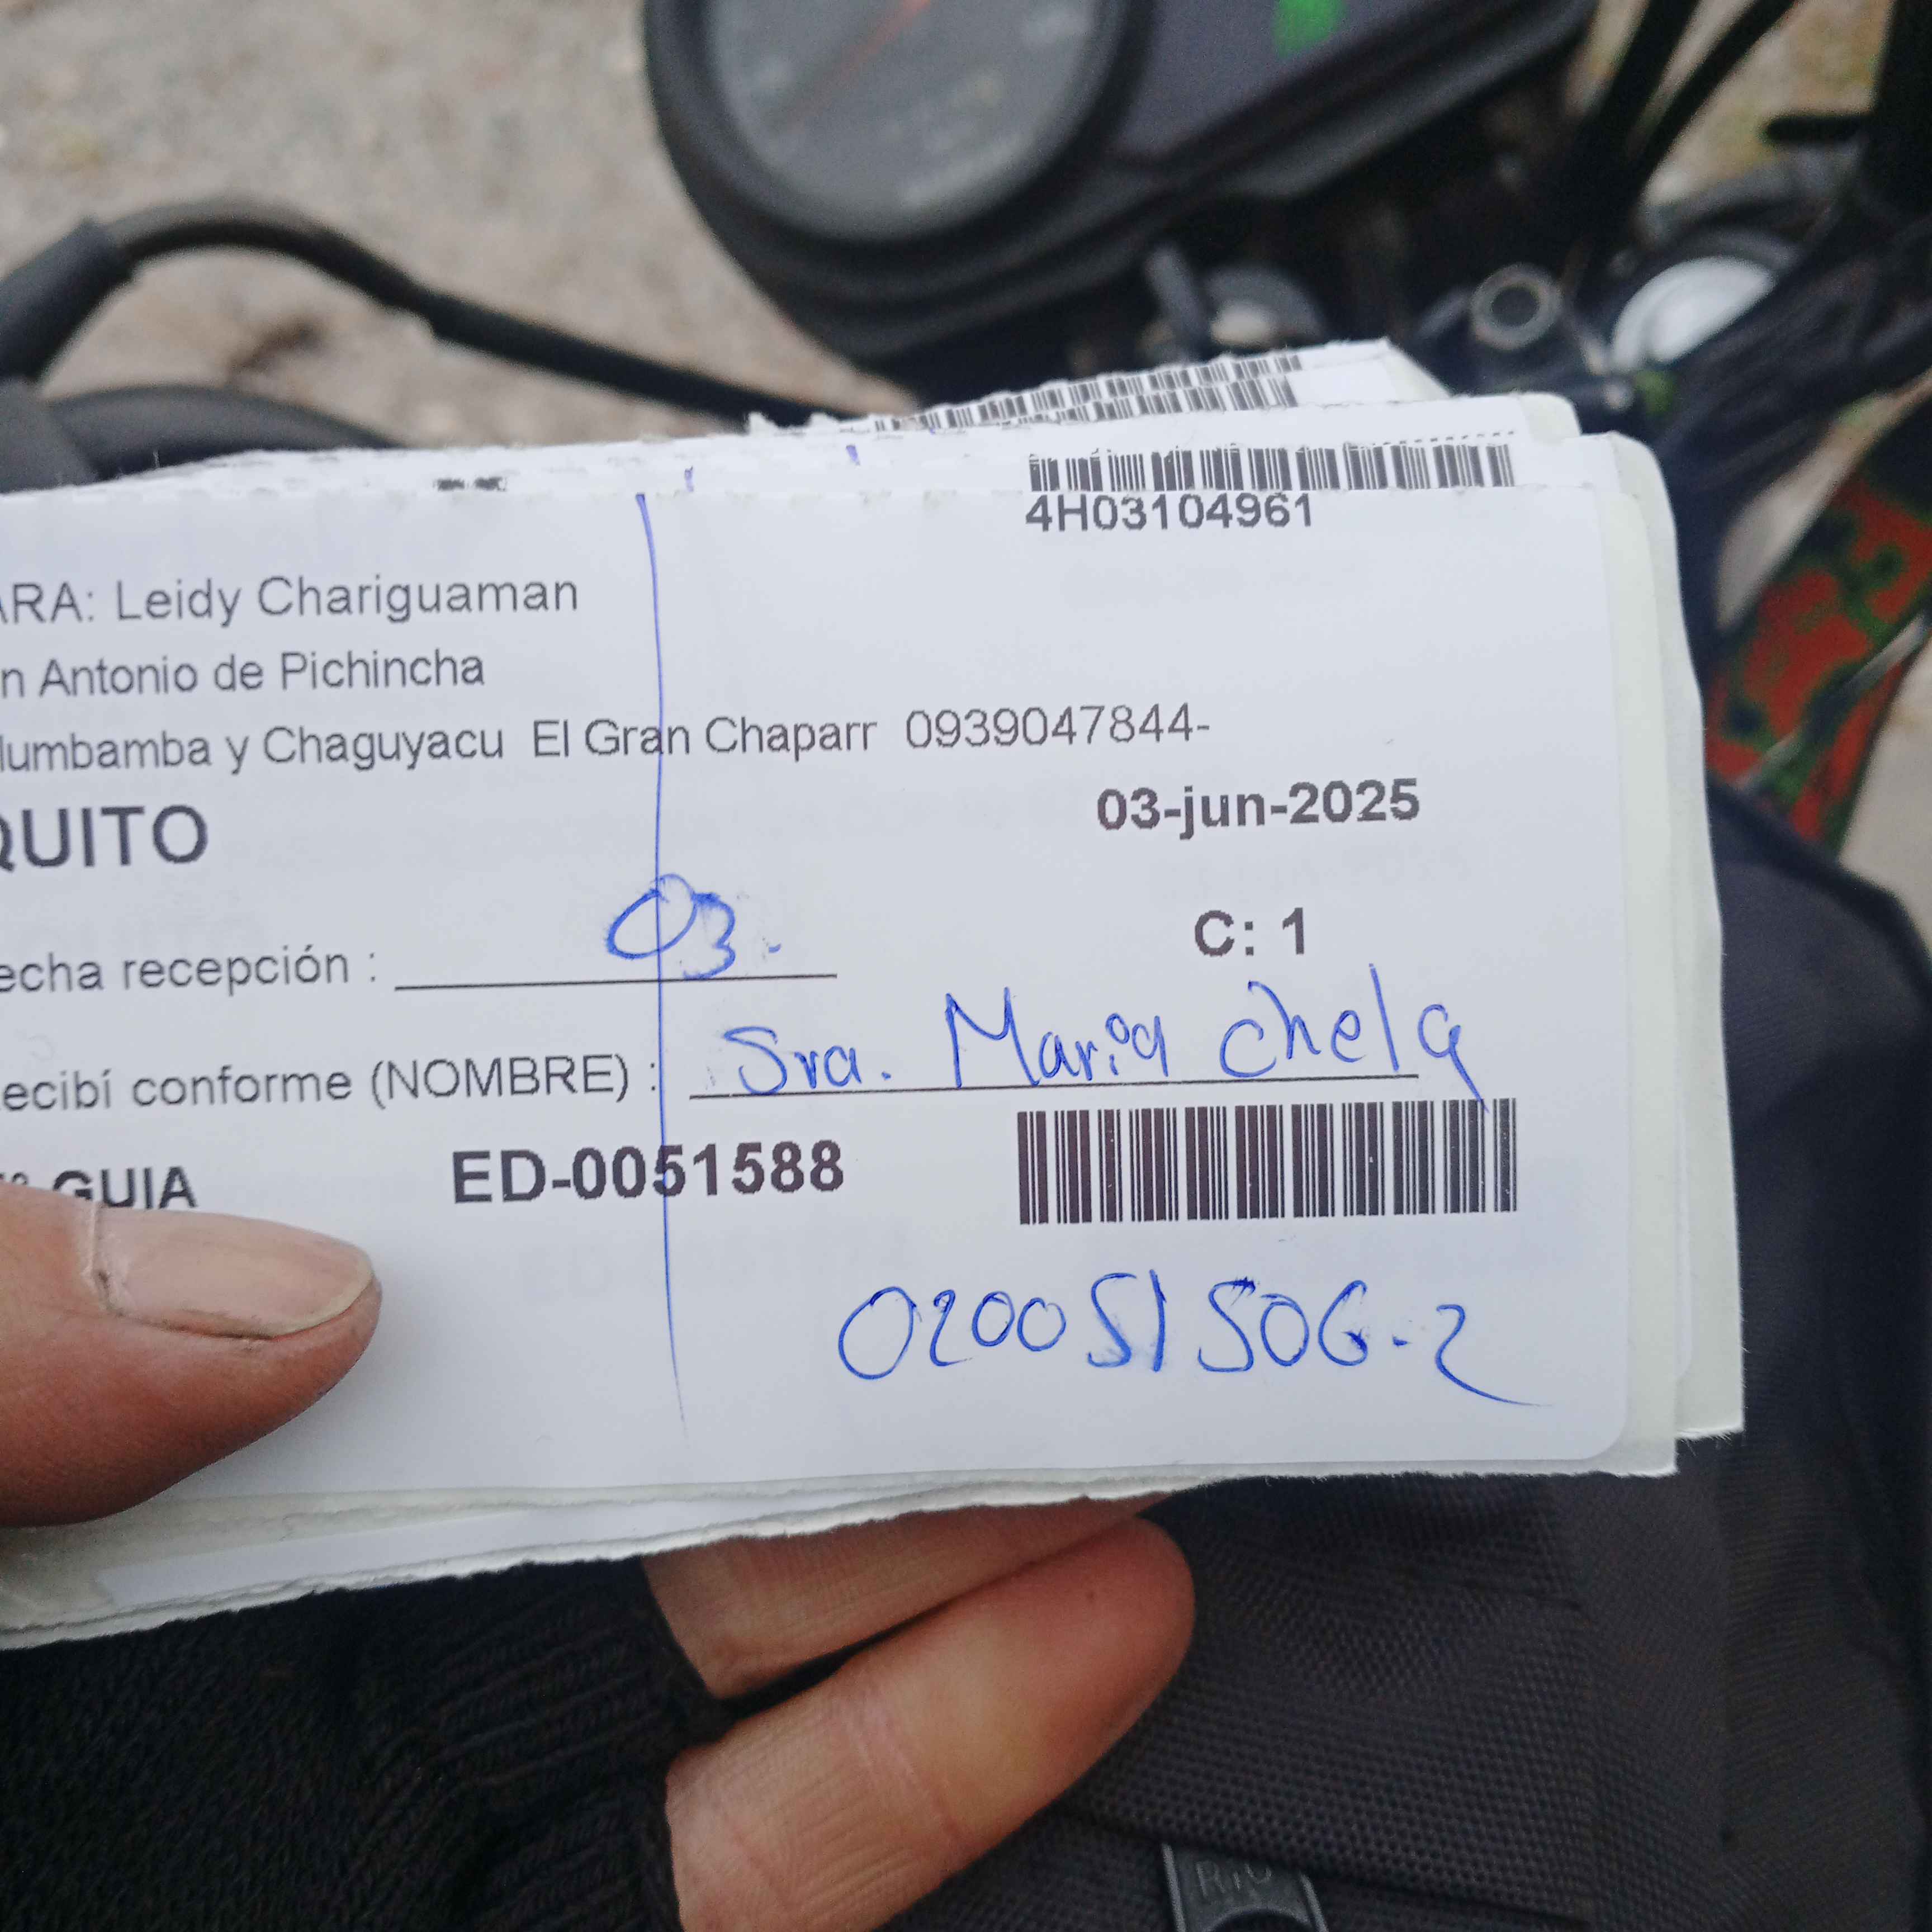 4H03104961
ARA: Leidy Chariguaman
n Antonio de Pichincha
lumbamba y Chaguyacu El Gran Chaparr 0939047844-
03-jun-2025
QUITO
C: 1
echa recepción : 03.
ecibí conforme (NOMBRE) : Sra. Maria Chela
° GUIA ED-0051588
020051506-2